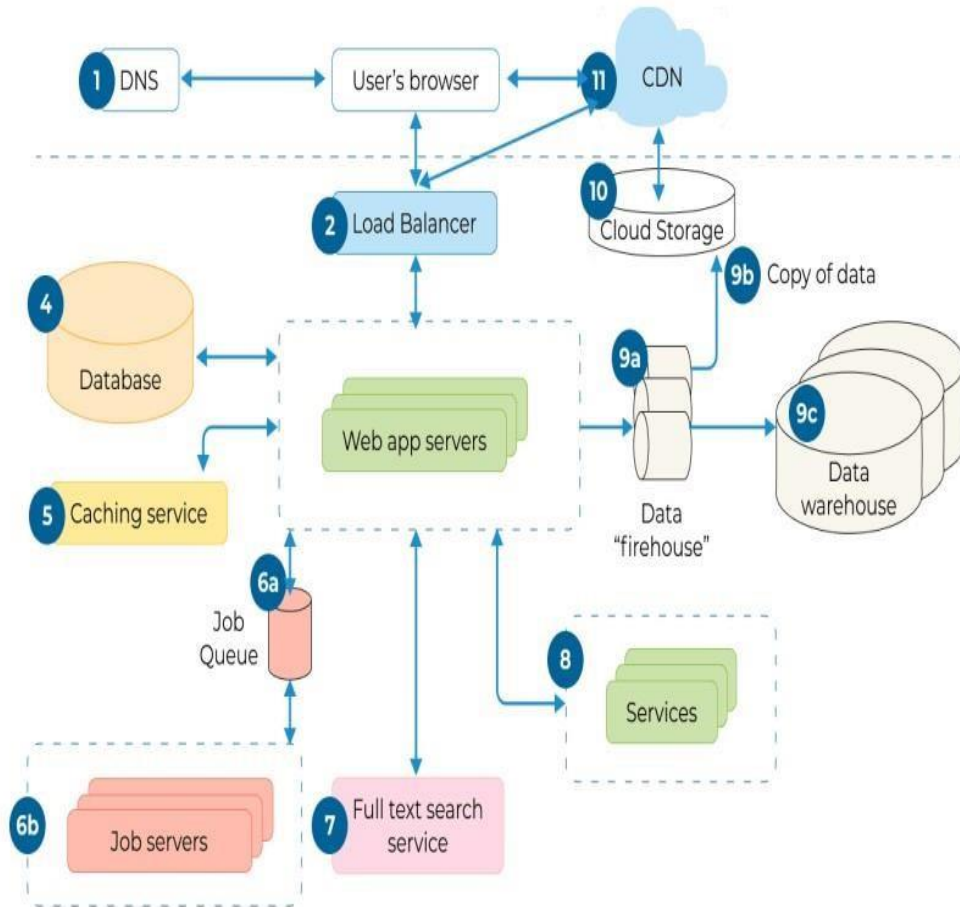 1 DNS
User's browser
11 CDN
2 Load Balancer
10
Cloud Storage
9b Copy of data
4
Database
9a
9c
Web app servers
Data
warehouse
5 Caching service
Data
"firehouse"
6a
Job
Queue
8
Services
6b
Job servers
7
Full text search
service